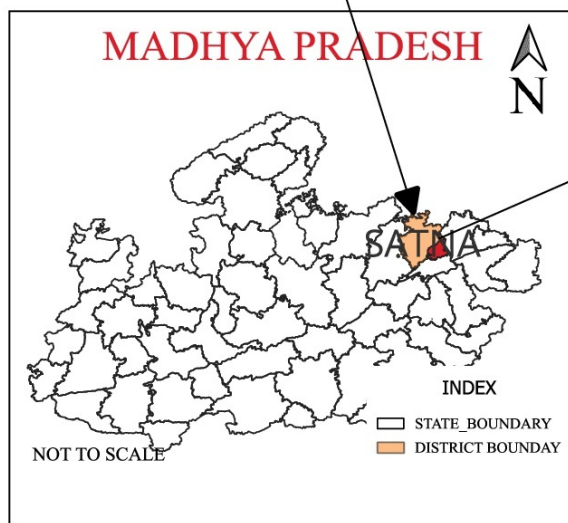 MADHYA PRADESH
N
SATNA
INDEX
STATE_BOUNDARY
DISTRICT BOUNDAY
NOT TO SCALE